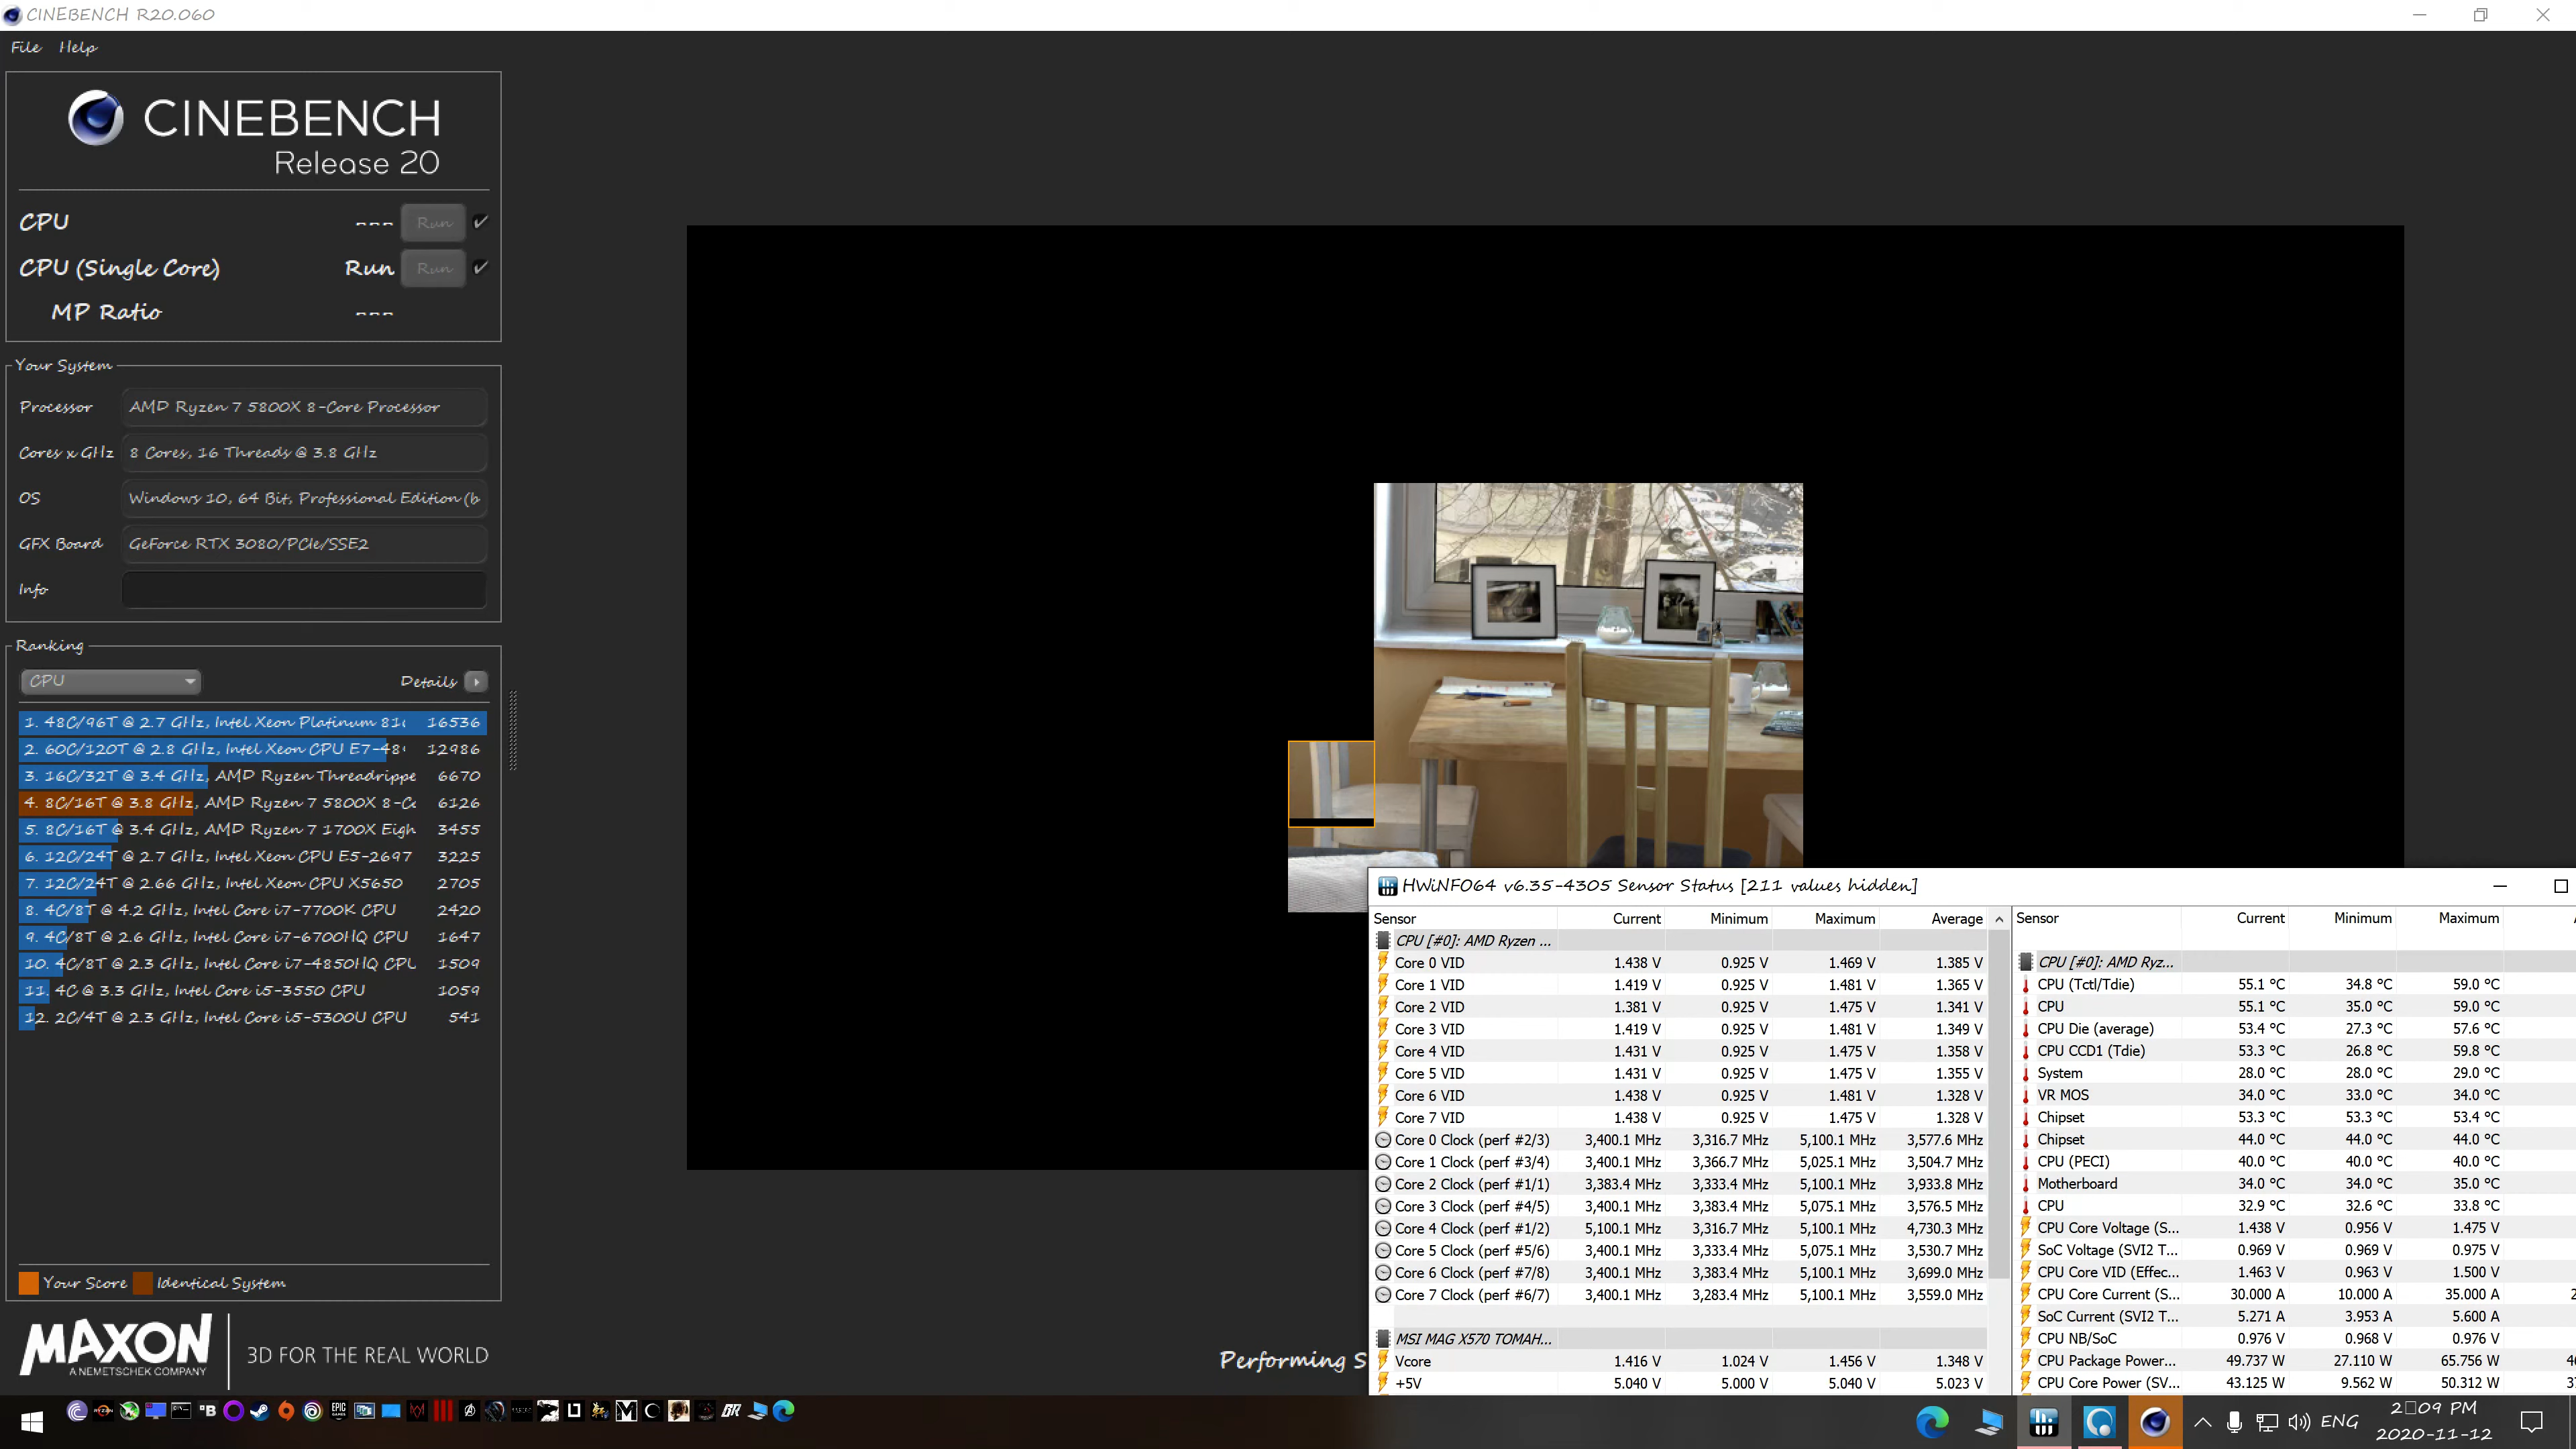 CINEBENCH R20.060
File Help
CINEBENCH
Release 20
CPU --- Run
CPU (Single Core) Run Run
MP Ratio ---
Your System
Processor AMD Ryzen 7 5800X 8-Core Processor
Cores x GHz 8 Cores, 16 Threads @ 3.8 GHz
OS Windows 10, 64 Bit, Professional Edition (b
GFX Board GeForce RTX 3080/PCIe/SSE2
Info
Ranking
CPU Details
1. 48C/96T @ 2.7 GHz, Intel Xeon Platinum 816 16536
2. 60C/120T @ 2.8 GHz, Intel Xeon CPU E7-48 12986
3. 16C/32T @ 3.4 GHz, AMD Ryzen Threadrippe 6670
4. 8C/16T @ 3.8 GHz, AMD Ryzen 7 5800X 8-Co 6126
5. 8C/16T @ 3.4 GHz, AMD Ryzen 7 1700X Eigh 3455
6. 12C/24T @ 2.7 GHz, Intel Xeon CPU E5-2697 3225
7. 12C/24T @ 2.66 GHz, Intel Xeon CPU X5650 2705
8. 4C/8T @ 4.2 GHz, Intel Core i7-7700K CPU 2420
9. 4C/8T @ 2.6 GHz, Intel Core i7-6700HQ CPU 1647
10. 4C/8T @ 2.3 GHz, Intel Core i7-4850HQ CPU 1509
11. 4C @ 3.3 GHz, Intel Core i5-3550 CPU 1059
12. 2C/4T @ 2.3 GHz, Intel Core i5-5300U CPU 541
Your Score Identical System
MAXON
A NEMETSCHEK COMPANY
3D FOR THE REAL WORLD
Performing S
HWiNFO64 v6.35-4305 Sensor Status [211 values hidden]
Sensor Current Minimum Maximum Average
CPU [#0]: AMD Ryzen ...
Core 0 VID 1.438 V 0.925 V 1.469 V 1.385 V
Core 1 VID 1.419 V 0.925 V 1.481 V 1.365 V
Core 2 VID 1.381 V 0.925 V 1.475 V 1.341 V
Core 3 VID 1.419 V 0.925 V 1.481 V 1.349 V
Core 4 VID 1.431 V 0.925 V 1.475 V 1.358 V
Core 5 VID 1.431 V 0.925 V 1.475 V 1.355 V
Core 6 VID 1.438 V 0.925 V 1.481 V 1.328 V
Core 7 VID 1.438 V 0.925 V 1.475 V 1.328 V
Core 0 Clock (perf #2/3) 3,400.1 MHz 3,316.7 MHz 5,100.1 MHz 3,577.6 MHz
Core 1 Clock (perf #3/4) 3,400.1 MHz 3,366.7 MHz 5,025.1 MHz 3,504.7 MHz
Core 2 Clock (perf #1/1) 3,383.4 MHz 3,333.4 MHz 5,100.1 MHz 3,933.8 MHz
Core 3 Clock (perf #4/5) 3,400.1 MHz 3,383.4 MHz 5,075.1 MHz 3,576.5 MHz
Core 4 Clock (perf #1/2) 5,100.1 MHz 3,316.7 MHz 5,100.1 MHz 4,730.3 MHz
Core 5 Clock (perf #5/6) 3,400.1 MHz 3,333.4 MHz 5,075.1 MHz 3,530.7 MHz
Core 6 Clock (perf #7/8) 3,400.1 MHz 3,383.4 MHz 5,100.1 MHz 3,699.0 MHz
Core 7 Clock (perf #6/7) 3,400.1 MHz 3,283.4 MHz 5,100.1 MHz 3,559.0 MHz
MSI MAG X570 TOMAH...
Vcore 1.416 V 1.024 V 1.456 V 1.348 V
+5V 5.040 V 5.000 V 5.040 V 5.023 V
Sensor Current Minimum Maximum
CPU [#0]: AMD Ryz...
CPU (Tctl/Tdie) 55.1 °C 34.8 °C 59.0 °C
CPU 55.1 °C 35.0 °C 59.0 °C
CPU Die (average) 53.4 °C 27.3 °C 57.6 °C
CPU CCD1 (Tdie) 53.3 °C 26.8 °C 59.8 °C
System 28.0 °C 28.0 °C 29.0 °C
VR MOS 34.0 °C 33.0 °C 34.0 °C
Chipset 53.3 °C 53.3 °C 53.4 °C
Chipset 44.0 °C 44.0 °C 44.0 °C
CPU (PECI) 40.0 °C 40.0 °C 40.0 °C
Motherboard 34.0 °C 34.0 °C 35.0 °C
CPU 32.9 °C 32.6 °C 33.8 °C
CPU Core Voltage (S... 1.438 V 0.956 V 1.475 V
SoC Voltage (SVI2 T... 0.969 V 0.969 V 0.975 V
CPU Core VID (Effec... 1.463 V 0.963 V 1.500 V
CPU Core Current (S... 30.000 A 10.000 A 35.000 A
SoC Current (SVI2 T... 5.271 A 3.953 A 5.600 A
CPU NB/SoC 0.976 V 0.968 V 0.976 V
CPU Package Power... 49.737 W 27.110 W 65.756 W
CPU Core Power (SV... 43.125 W 9.562 W 50.312 W
EPIC GAMES
BR
ENG
2□09 PM
2020-11-12